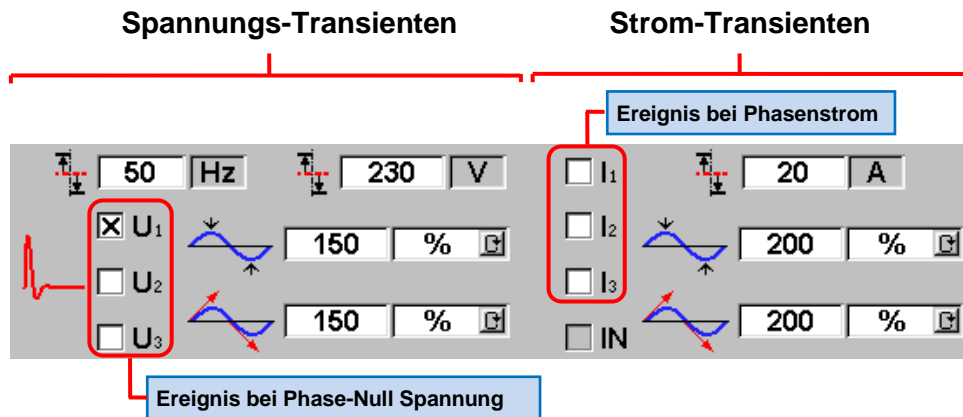 Spannungs-Transienten Strom-Transienten
Ereignis bei Phasenstrom
50 Hz 230 V I1 20 A
U1 150 % I2 200 %
U2 I3
U3 150 % IN 200 %
Ereignis bei Phase-Null Spannung